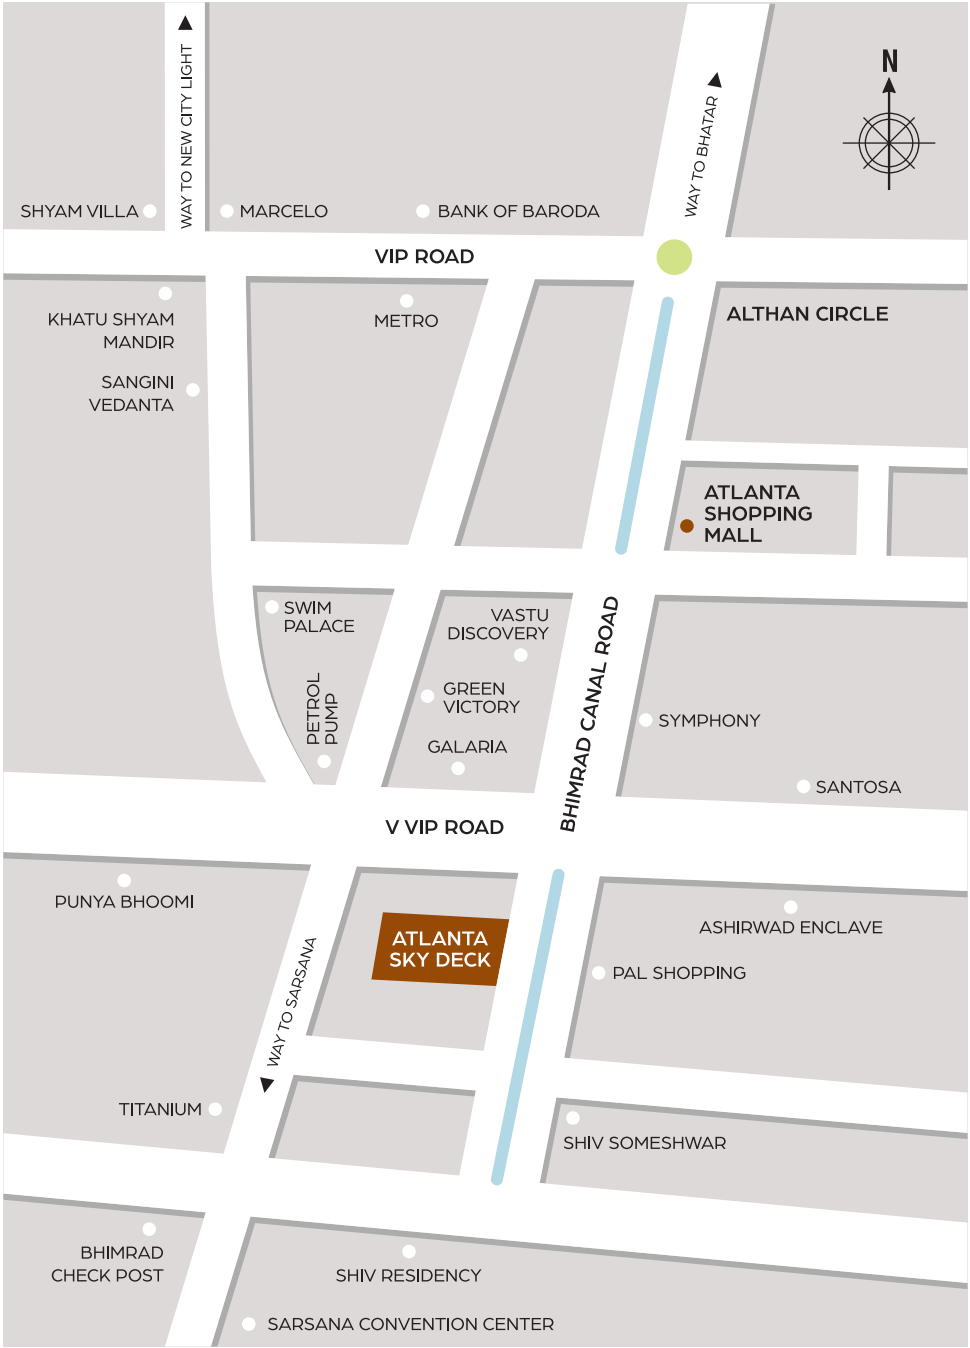 WAY TO NEW CITY LIGHT
WAY TO BHATAR
N
SHYAM VILLA
MARCELO
BANK OF BARODA
VIP ROAD
KHATU SHYAM
MANDIR
METRO
ALTHAN CIRCLE
SANGINI
VEDANTA
ATLANTA
SHOPPING
MALL
SWIM
PALACE
VASTU
DISCOVERY
BHIMRAD CANAL ROAD
PETROL
PUMP
GREEN
VICTORY
SYMPHONY
GALARIA
SANTOSA
V VIP ROAD
PUNYA BHOOMI
ATLANTA
SKY DECK
ASHIRWAD ENCLAVE
PAL SHOPPING
WAY TO SARSANA
TITANIUM
SHIV SOMESHWAR
BHIMRAD
CHECK POST
SHIV RESIDENCY
SARSANA CONVENTION CENTER